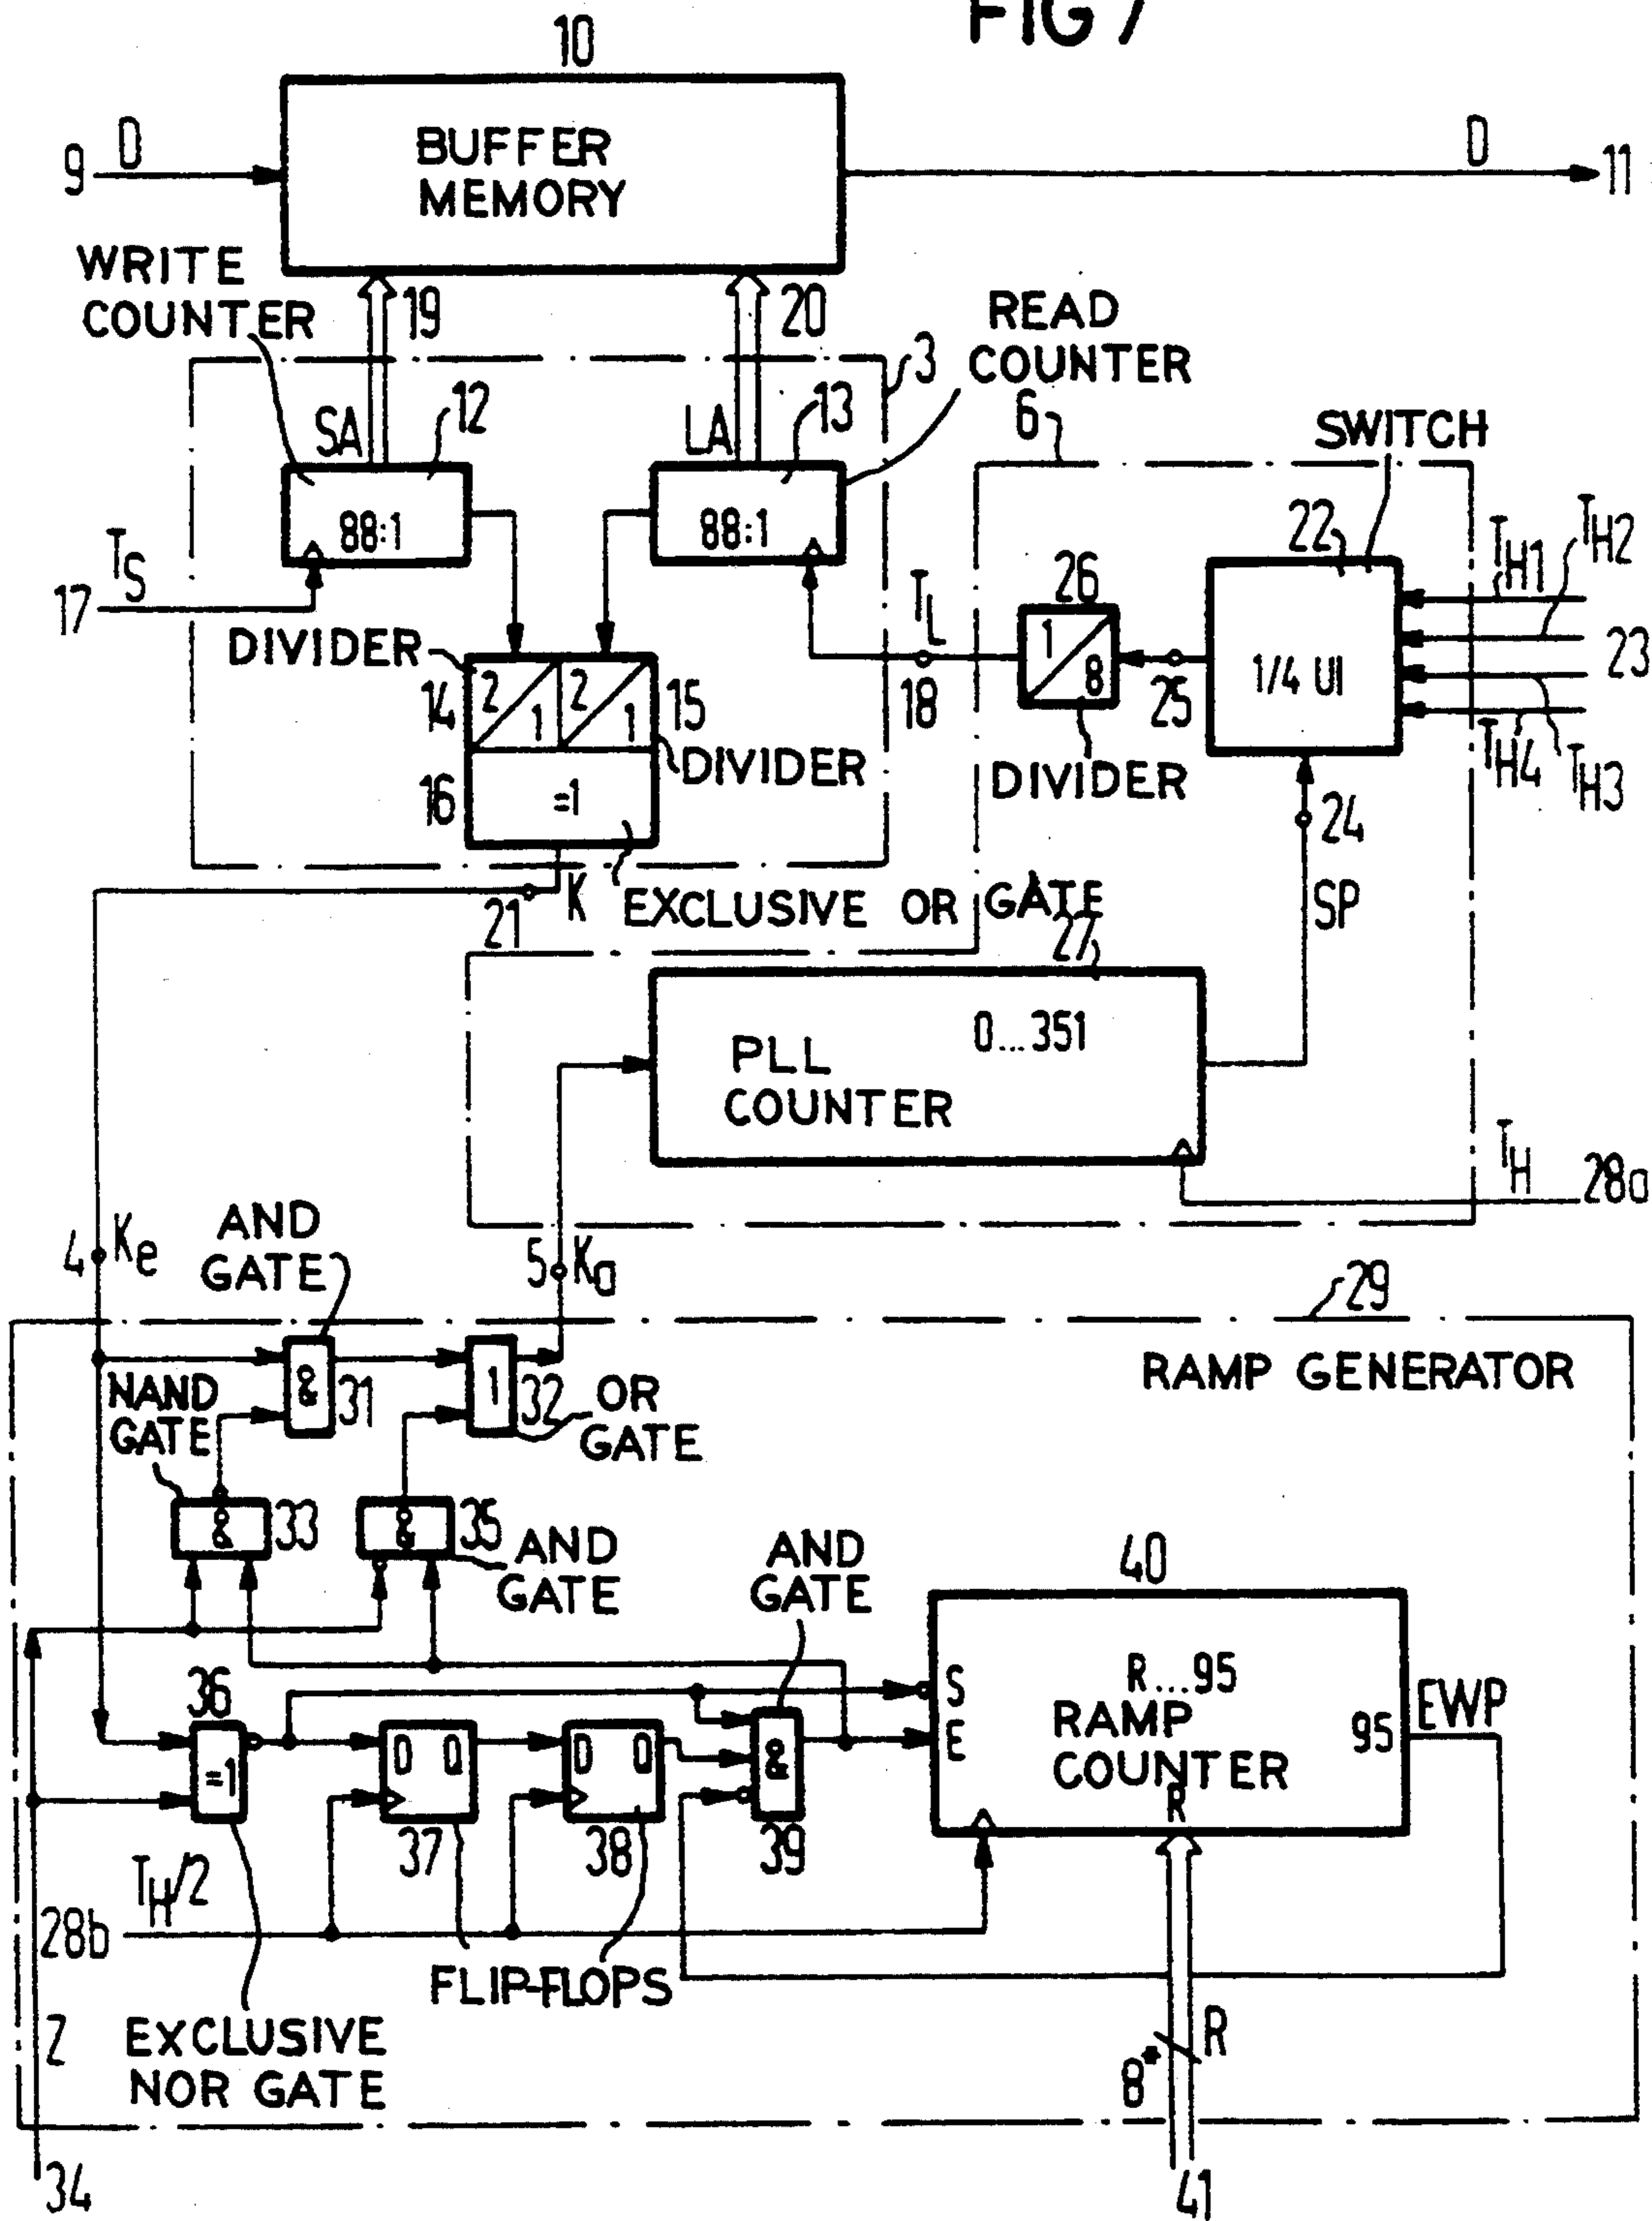 FIG 7
10
BUFFER
MEMORY
9 D
D 11
WRITE
COUNTER
19
20
READ
COUNTER
3
6
SWITCH
SA
12
LA
13
88:1
88:1
22
TH1
TH2
TS
17
TL
18
26
1
8
25
1/4 UI
23
TH4
TH3
DIVIDER
14
2
1
2
1
15
DIVIDER
DIVIDER
16
=1
24
SP
21
K
EXCLUSIVE OR GATE
27
0...351
PLL
COUNTER
TH
28a
AND
GATE
4 Ke
5 Ka
29
RAMP GENERATOR
NAND
GATE
&
31
1
32
OR
GATE
&
33
&
35
AND
GATE
AND
GATE
40
36
=1
D Q
D Q
&
S
E
R...95
RAMP
COUNTER
R
95
EWP
37
38
39
TH/2
28b
FLIP-FLOPS
Z
EXCLUSIVE
NOR GATE
8
R
34
41